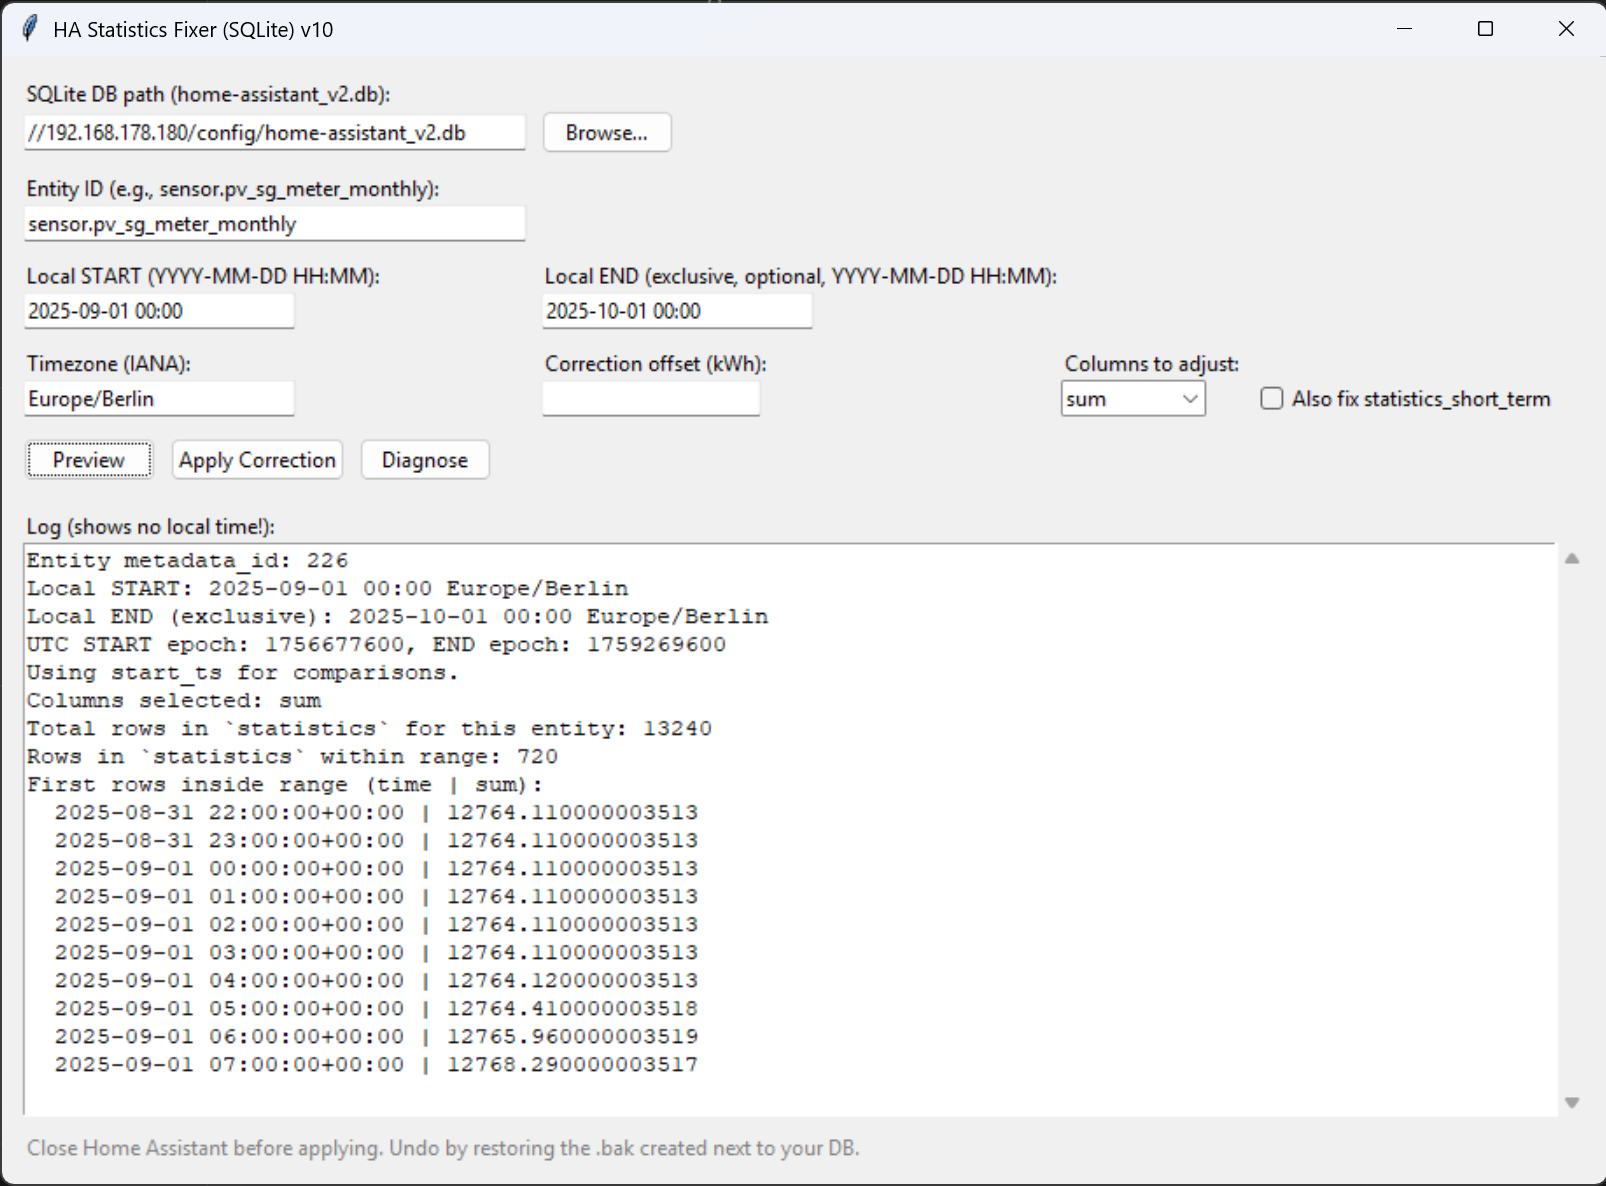 HA Statistics Fixer (SQLite) v10
SQLite DB path (home-assistant_v2.db):
//192.168.178.180/config/home-assistant_v2.db
Browse...
Entity ID (e.g., sensor.pv_sg_meter_monthly):
sensor.pv_sg_meter_monthly
Local START (YYYY-MM-DD HH:MM):
Local END (exclusive, optional, YYYY-MM-DD HH:MM):
2025-09-01 00:00
2025-10-01 00:00
Timezone (IANA):
Correction offset (kWh):
Columns to adjust:
Europe/Berlin
sum
Also fix statistics_short_term
Preview
Apply Correction
Diagnose
Log (shows no local time!):
Entity metadata_id: 226
Local START: 2025-09-01 00:00 Europe/Berlin
Local END (exclusive): 2025-10-01 00:00 Europe/Berlin
UTC START epoch: 1756677600, END epoch: 1759269600
Using start_ts for comparisons.
Columns selected: sum
Total rows in `statistics` for this entity: 13240
Rows in `statistics` within range: 720
First rows inside range (time | sum):
2025-08-31 22:00:00+00:00 | 12764.110000003513
2025-08-31 23:00:00+00:00 | 12764.110000003513
2025-09-01 00:00:00+00:00 | 12764.110000003513
2025-09-01 01:00:00+00:00 | 12764.110000003513
2025-09-01 02:00:00+00:00 | 12764.110000003513
2025-09-01 03:00:00+00:00 | 12764.110000003513
2025-09-01 04:00:00+00:00 | 12764.120000003513
2025-09-01 05:00:00+00:00 | 12764.410000003518
2025-09-01 06:00:00+00:00 | 12765.960000003519
2025-09-01 07:00:00+00:00 | 12768.290000003517
Close Home Assistant before applying. Undo by restoring the .bak created next to your DB.